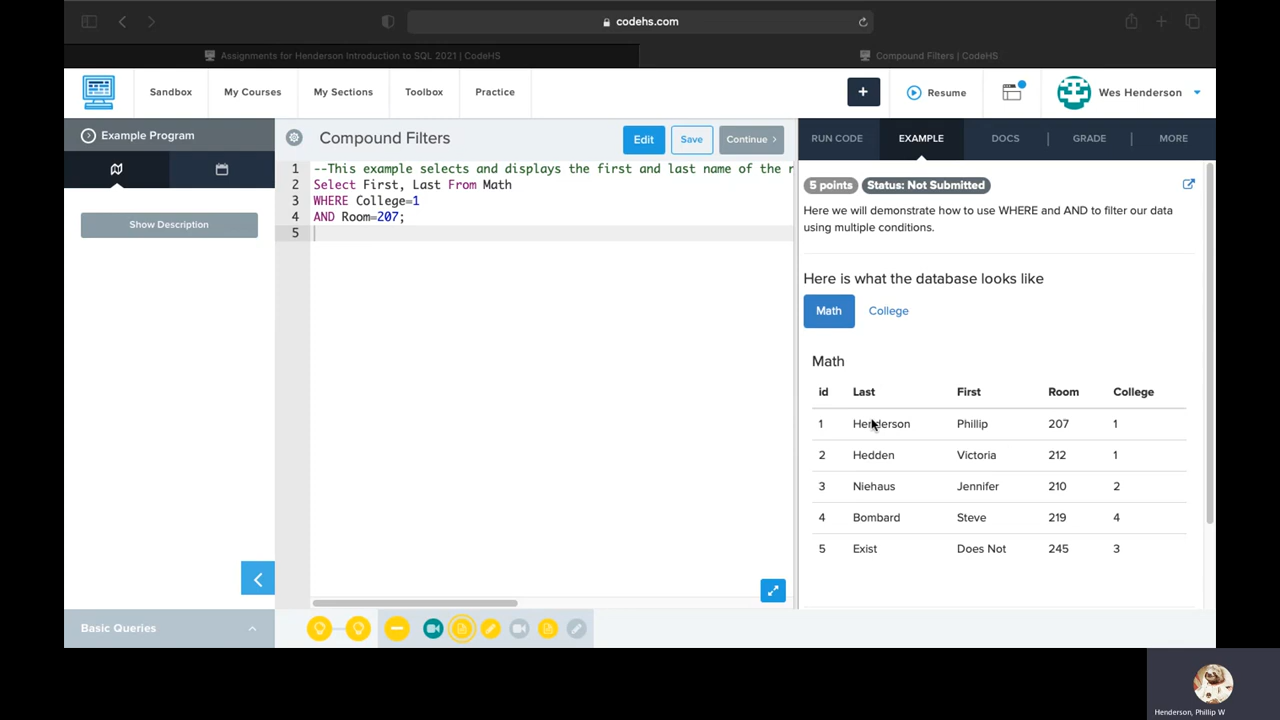 codehs.com
Assignments for Henderson Introduction to SQL 2021 | CodeHS
Compound Filters | CodeHS
Sandbox
My Courses
My Sections
Toolbox
Practice
+
Resume
Wes Henderson
Example Program
Compound Filters
Edit
Save
Continue >
RUN CODE
EXAMPLE
DOCS
GRADE
MORE
Show Description
1 --This example selects and displays the first and last name of the
2 Select First, Last From Math
3 WHERE College=1
4 AND Room=207;
5
5 points Status: Not Submitted
Here we will demonstrate how to use WHERE and AND to filter our data
using multiple conditions.
Here is what the database looks like
Math College
Math
id Last First Room College
1 Henderson Phillip 207 1
2 Hedden Victoria 212 1
3 Niehaus Jennifer 210 2
4 Bombard Steve 219 4
5 Exist Does Not 245 3
Basic Queries
Henderson, Phillip W